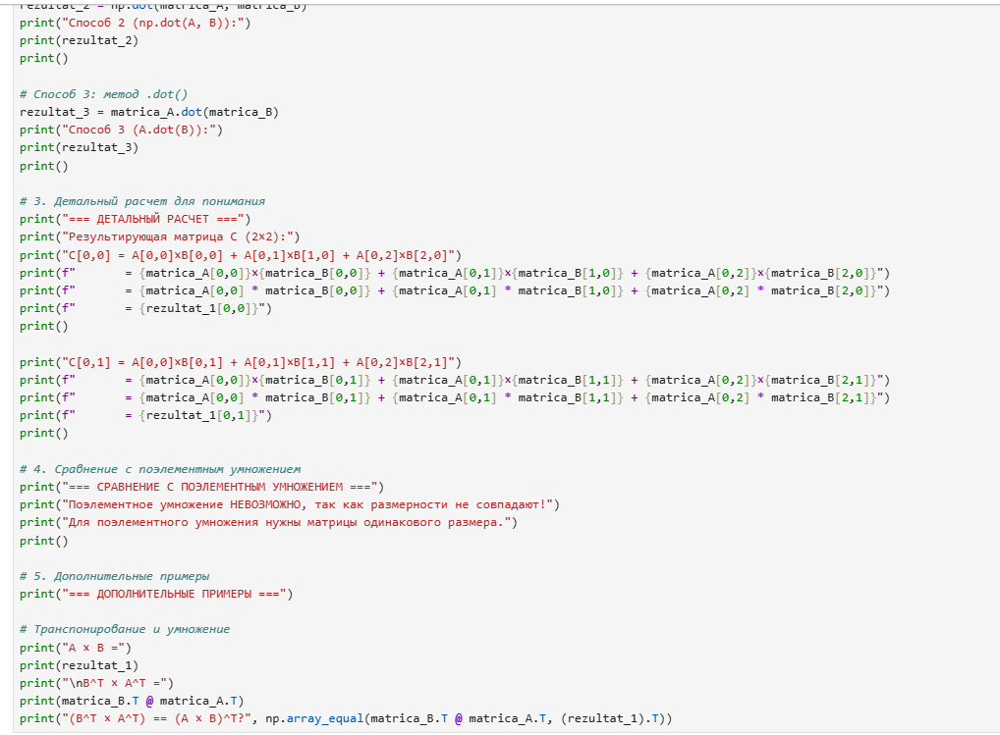 rezultat_2 = np.dot(matrica_A, matrica_B)
print("Способ 2 (np.dot(A, B)):")
print(rezultat_2)
print()
# Способ 3: метод .dot()
rezultat_3 = matrica_A.dot(matrica_B)
print("Способ 3 (A.dot(B)):")
print(rezultat_3)
print()
# 3. Детальный расчет для понимания
print("=== ДЕТАЛЬНЫЙ РАСЧЕТ ===")
print("Результирующая матрица C (2×2):")
print("C[0,0] = A[0,0]×B[0,0] + A[0,1]×B[1,0] + A[0,2]×B[2,0]")
print(f"       = {matrica_A[0,0]}×{matrica_B[0,0]} + {matrica_A[0,1]}×{matrica_B[1,0]} + {matrica_A[0,2]}×{matrica_B[2,0]}")
print(f"       = {matrica_A[0,0] * matrica_B[0,0]} + {matrica_A[0,1] * matrica_B[1,0]} + {matrica_A[0,2] * matrica_B[2,0]}")
print(f"       = {rezultat_1[0,0]}")
print()
print("C[0,1] = A[0,0]×B[0,1] + A[0,1]×B[1,1] + A[0,2]×B[2,1]")
print(f"       = {matrica_A[0,0]}×{matrica_B[0,1]} + {matrica_A[0,1]}×{matrica_B[1,1]} + {matrica_A[0,2]}×{matrica_B[2,1]}")
print(f"       = {matrica_A[0,0] * matrica_B[0,1]} + {matrica_A[0,1] * matrica_B[1,1]} + {matrica_A[0,2] * matrica_B[2,1]}")
print(f"       = {rezultat_1[0,1]}")
print()
# 4. Сравнение с поэлементным умножением
print("=== СРАВНЕНИЕ С ПОЭЛЕМЕНТНЫМ УМНОЖЕНИЕМ ===")
print("Поэлементное умножение НЕВОЗМОЖНО, так как размерности не совпадают!")
print("Для поэлементного умножения нужны матрицы одинакового размера.")
print()
# 5. Дополнительные примеры
print("=== ДОПОЛНИТЕЛЬНЫЕ ПРИМЕРЫ ===")
# Транспонирование и умножение
print("A × B =")
print(rezultat_1)
print("\nB^T × A^T =")
print(matrica_B.T @ matrica_A.T)
print("(B^T × A^T) == (A × B)^T?", np.array_equal(matrica_B.T @ matrica_A.T, (rezultat_1).T))